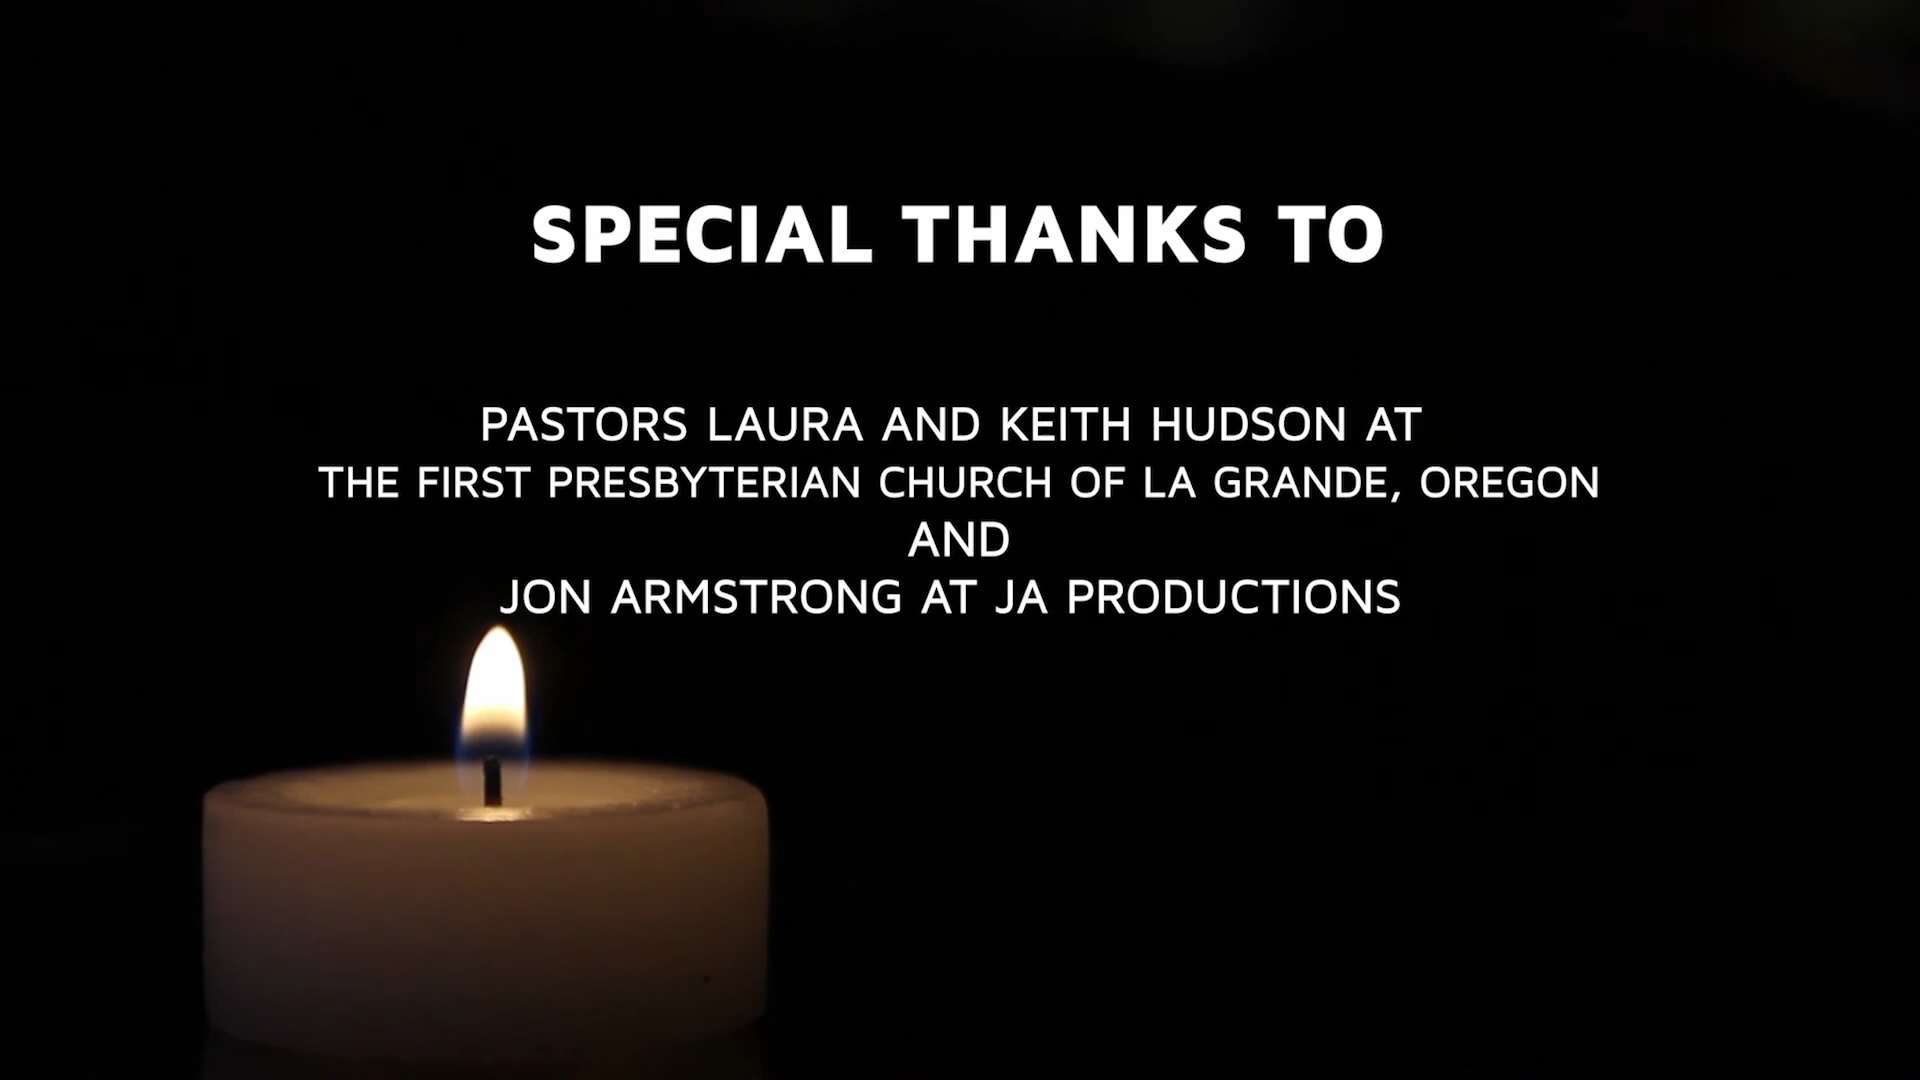 SPECIAL THANKS TO
PASTORS LAURA AND KEITH HUDSON AT
THE FIRST PRESBYTERIAN CHURCH OF LA GRANDE, OREGON
AND
JON ARMSTRONG AT JA PRODUCTIONS